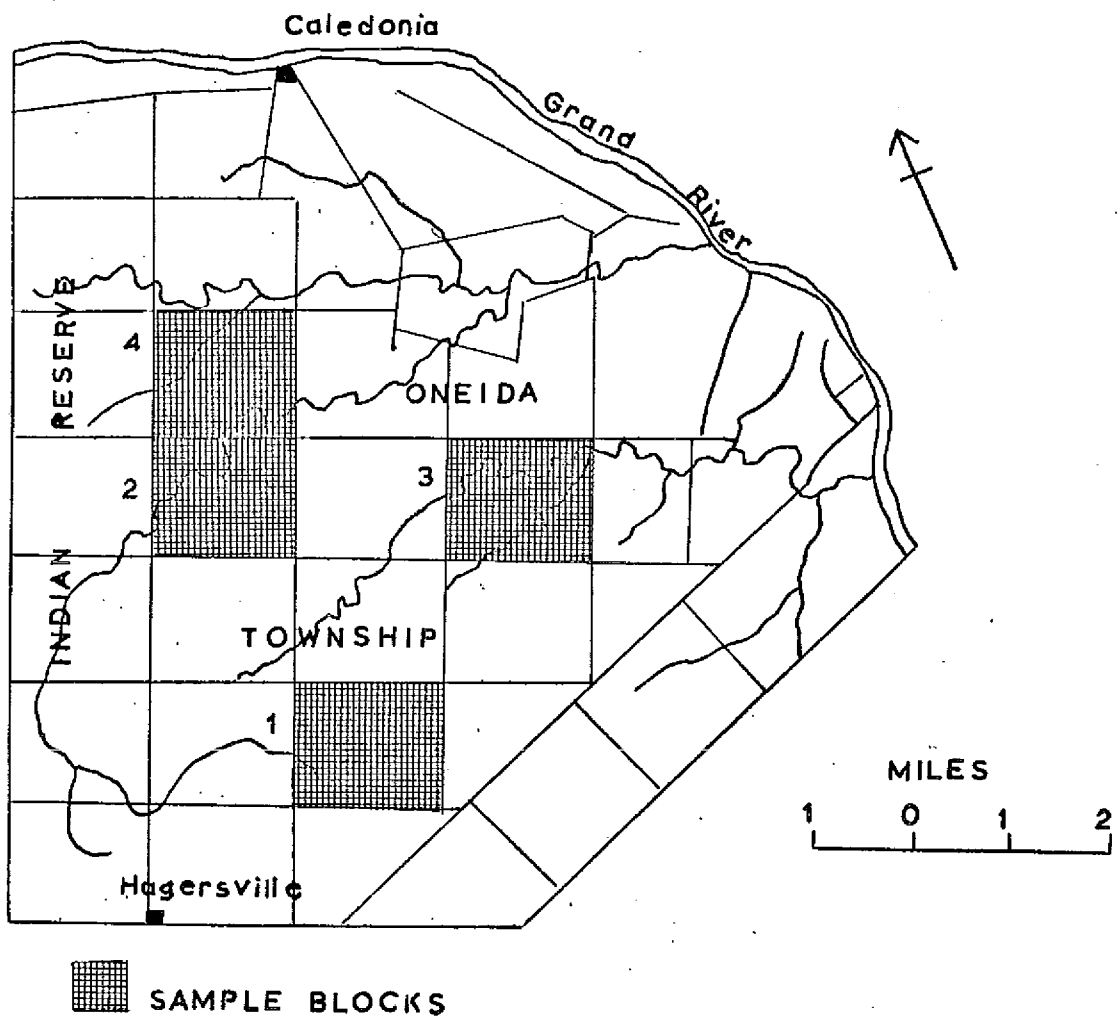 Caledonia
Grand
River
RESERVE
4
ONEIDA
2
3
INDIAN
TOWNSHIP
1
MILES
1 0 1 2
Hagersville
SAMPLE BLOCKS